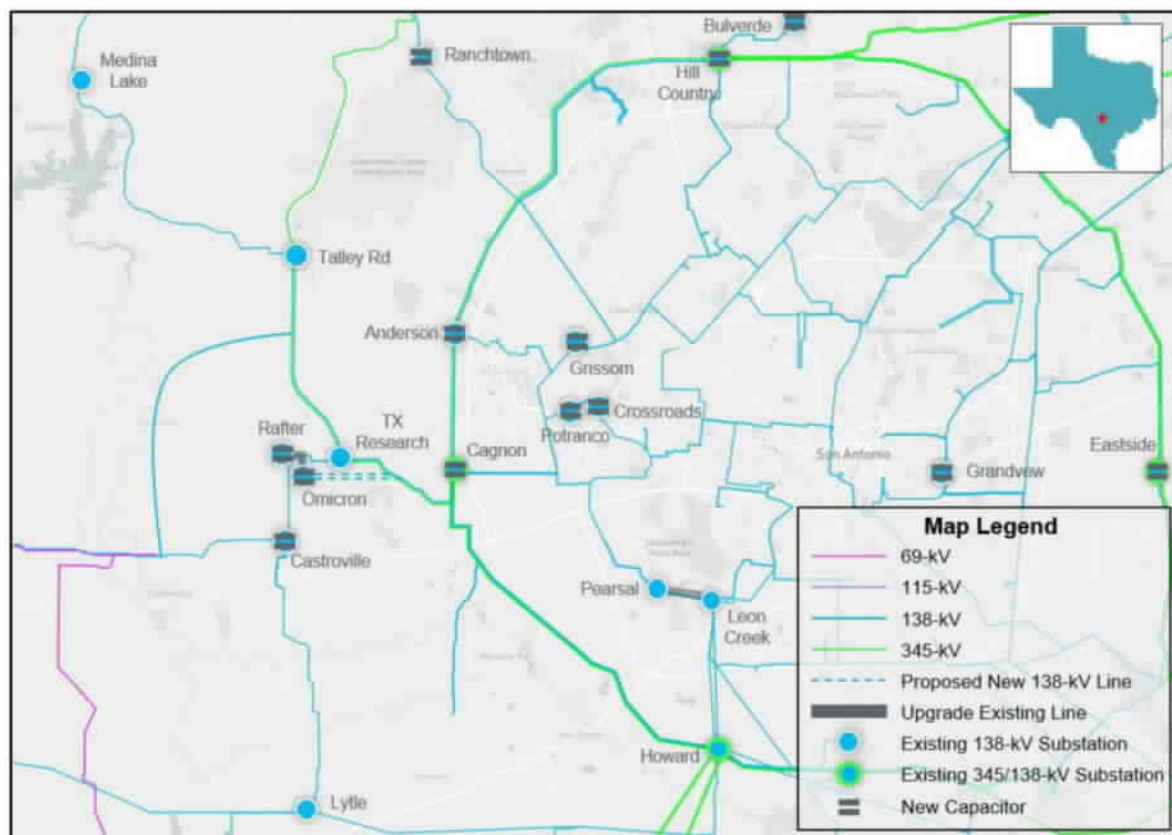 Bulverde
Medina
Lake
Ranchtown
Hill
Country
Talley Rd
Anderson
Grissom
Crossroads
Potranco
Rafter
TX
Research
Cagnon
Omicron
San Antonio
Grandvew
Eastside
Castroville
Pearsal
Leon
Creek
Howard
Lytle
Map Legend
69-kV
115-kV
138-kV
345-kV
Proposed New 138-kV Line
Upgrade Existing Line
Existing 138-kV Substation
Existing 345/138-kV Substation
New Capacitor